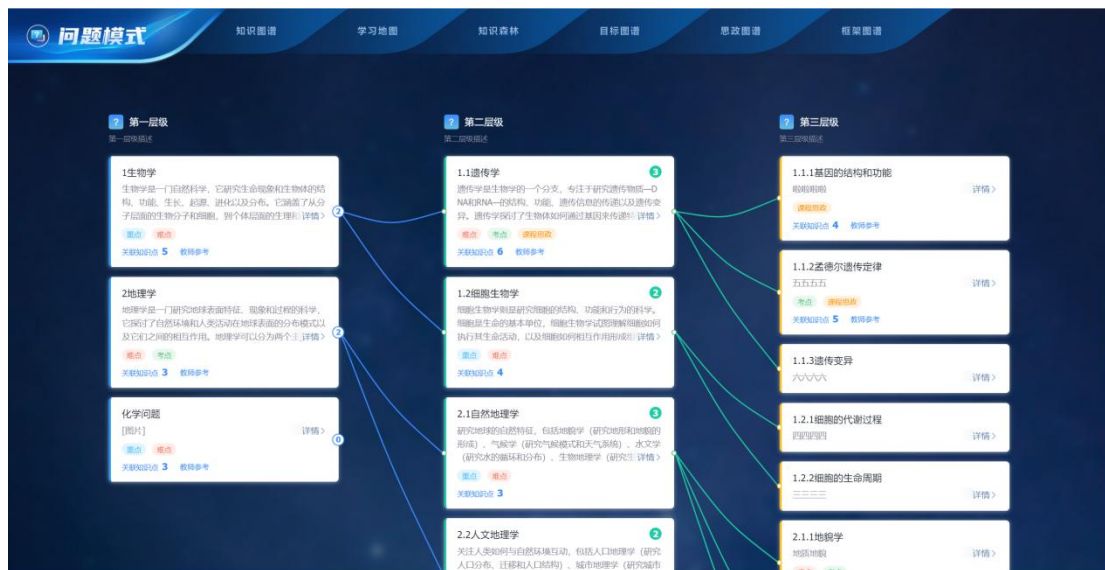 问题模式
知识图谱
学习地图
知识森林
目标图谱
思政图谱
框架图谱
? 第一层级
第一层级描述
1生物学
生物学是一门自然科学，它研究生命现象和生物体的结
构、功能、生长、起源、进化以及分布。它涵盖了从分
子层面的生物分子和细胞，到个体层面的生理和 详情>
2
重点 难点
关联知识点 5 教师参考
2地理学
地理学是一门研究地球表面特征、现象和过程的科学，
它探讨了自然环境和人类活动在地球表面的分布模式以
及它们之间的相互作用。地理学可以分为两个主 详情>
2
难点 考点
关联知识点 3 教师参考
化学问题
[图片] 详情>
0
重点 难点
关联知识点 3 教师参考
? 第二层级
第二层级描述
1.1遗传学 3
遗传学是生物学的一个分支，专注于研究遗传物质—D
NA和RNA—的结构、功能、遗传信息的传递以及遗传变
异。遗传学探讨了生物体如何通过基因来传递特 详情>
难点 考点 课程思政
关联知识点 6 教师参考
1.2细胞生物学 2
细胞生物学则是研究细胞的结构、功能和行为的科学。
细胞是生命的基本单位，细胞生物学试图理解细胞如何
执行其生命活动，以及细胞如何相互作用形成组 详情>
重点 难点
关联知识点 4
2.1自然地理学 3
研究地球的自然特征，包括地貌学（研究地形和地貌的
形成）、气候学（研究气候模式和天气系统）、水文学
（研究水的循环和分布）、生物地理学（研究生 详情>
重点 难点
关联知识点 3
2.2人文地理学 2
关注人类如何与自然环境互动，包括人口地理学（研究
人口分布、迁移和人口结构）、城市地理学（研究城市
? 第三层级
第三层级描述
1.1.1基因的结构和功能
啦啦啦啦 详情>
课程思政
关联知识点 4 教师参考
1.1.2孟德尔遗传定律
五五五五 详情>
考点 课程思政
关联知识点 5 教师参考
1.1.3遗传变异
六六六六 详情>
1.2.1细胞的代谢过程
四四四四 详情>
1.2.2细胞的生命周期
三三三三 详情>
2.1.1地貌学
地质地貌 详情>